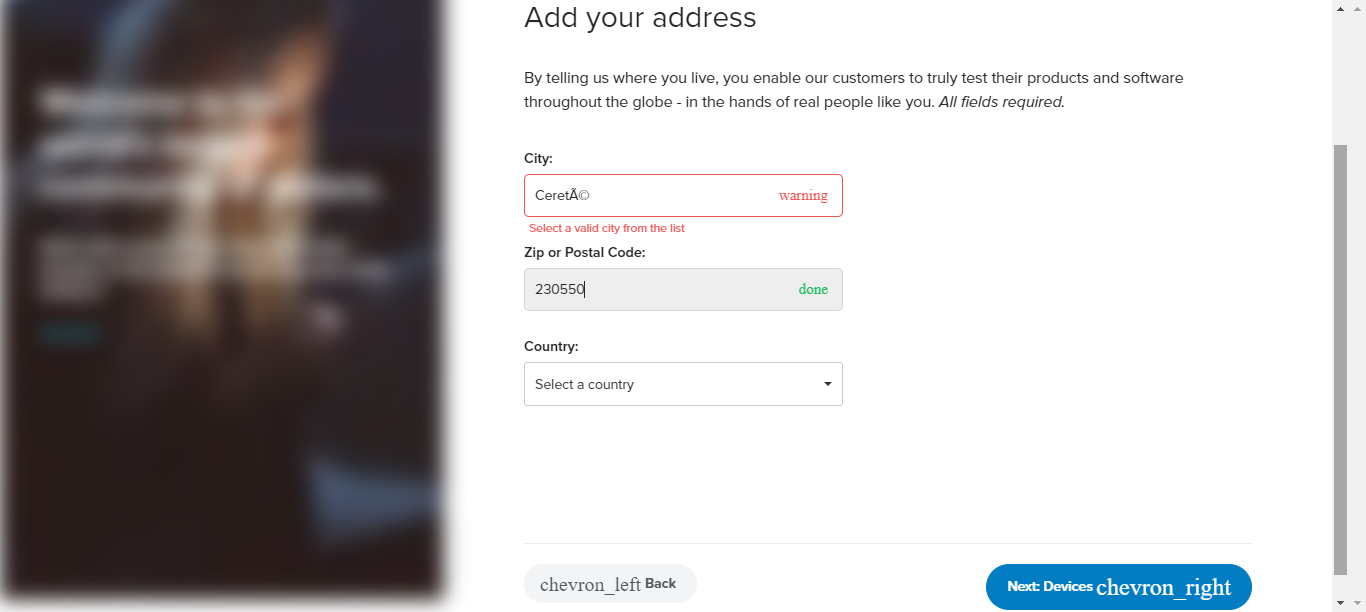 Add your address
By telling us where you live, you enable our customers to truly test their products and software
throughout the globe - in the hands of real people like you. All fields required.
City:
CeretÃ© warning
Select a valid city from the list
Zip or Postal Code:
230550 done
Country:
Select a country
chevron_left Back
Next: Devices chevron_right